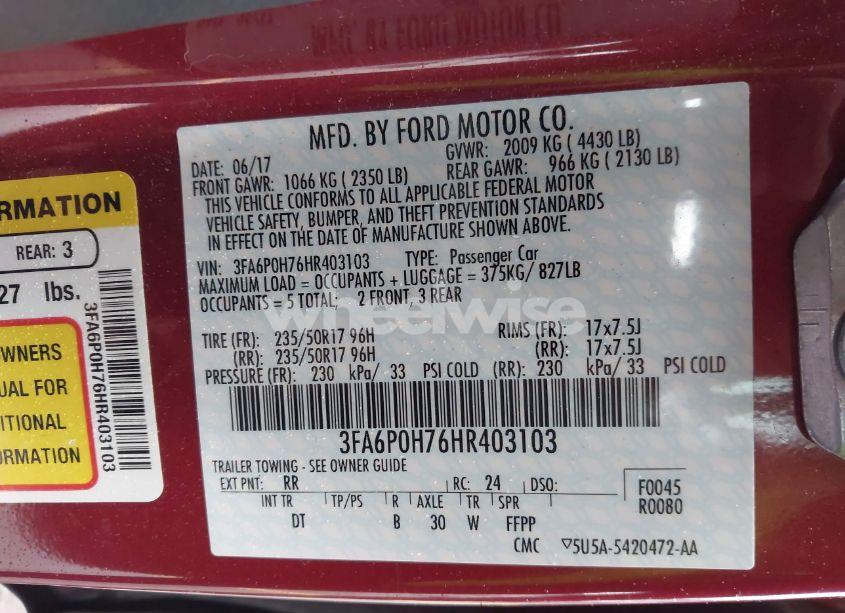 MFD. BY FORD MOTOR CO.
DATE: 06/17 GVWR: 2009 KG ( 4430 LB)
FRONT GAWR: 1066 KG ( 2350 LB) REAR GAWR: 966 KG ( 2130 LB)
THIS VEHICLE CONFORMS TO ALL APPLICABLE FEDERAL MOTOR
VEHICLE SAFETY, BUMPER, AND THEFT PREVENTION STANDARDS
IN EFFECT ON THE DATE OF MANUFACTURE SHOWN ABOVE.
VIN: 3FA6P0H76HR403103 TYPE: Passenger Car
MAXIMUM LOAD = OCCUPANTS + LUGGAGE = 375KG/ 827LB
OCCUPANTS = 5 TOTAL; 2 FRONT, 3 REAR
wheelwise
TIRE (FR): 235/50R17 96H RIMS (FR): 17x7.5J
(RR): 235/50R17 96H (RR): 17x7.5J
PRESSURE (FR): 230 kPa/ 33 PSI COLD (RR): 230 kPa/ 33 PSI COLD
3FA6P0H76HR403103
TRAILER TOWING - SEE OWNER GUIDE
EXT PNT: RR RC: 24 DSO:
F0045
R0080
INT TR TP/PS R AXLE TR SPR
DT B 30 W FFPP
CMC ▽5U5A-5420472-AA
ORMATION
REAR: 3
27 lbs.
OWNERS
UAL FOR
ITIONAL
ORMATION
3FA6P0H76HR403103